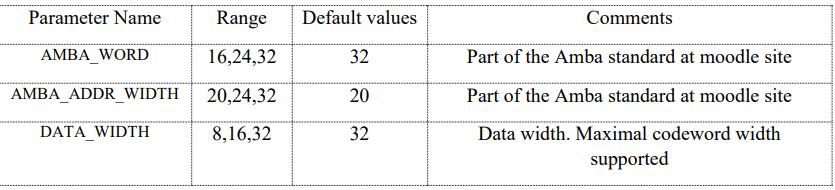 Parameter Name Range Default values Comments
AMBA_WORD 16,24,32 32 Part of the Amba standard at moodle site
AMBA_ADDR_WIDTH 20,24,32 20 Part of the Amba standard at moodle site
DATA_WIDTH 8,16,32 32 Data width. Maximal codeword width
supported